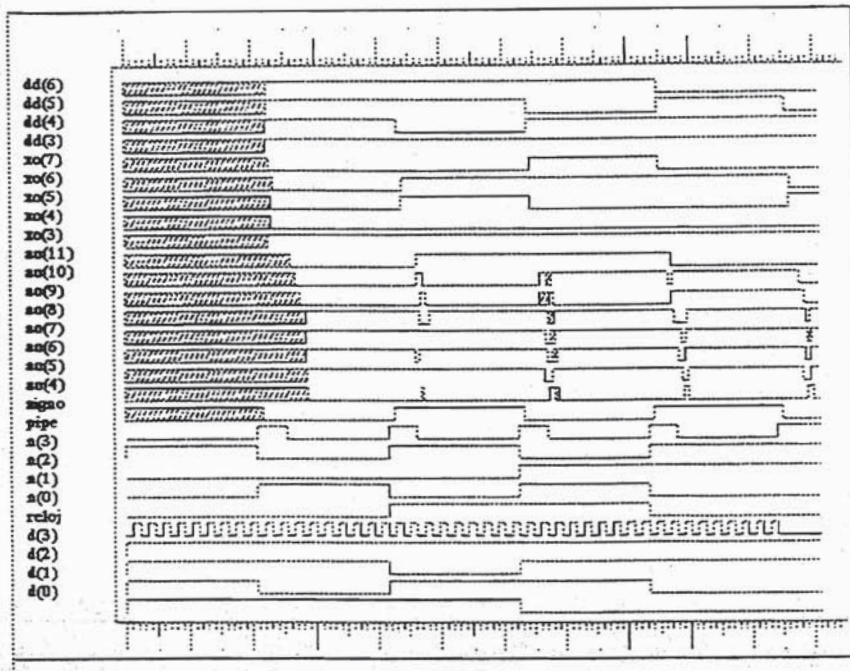 dd(6)
dd(5)
dd(4)
dd(3)
xo(7)
xo(6)
xo(5)
xo(4)
xo(3)
ao(11)
ao(10)
ao(9)
ao(8)
ao(7)
ao(6)
ao(5)
ao(4)
signo
pipe
n(3)
n(2)
n(1)
n(0)
reloj
d(3)
d(2)
d(1)
d(0)